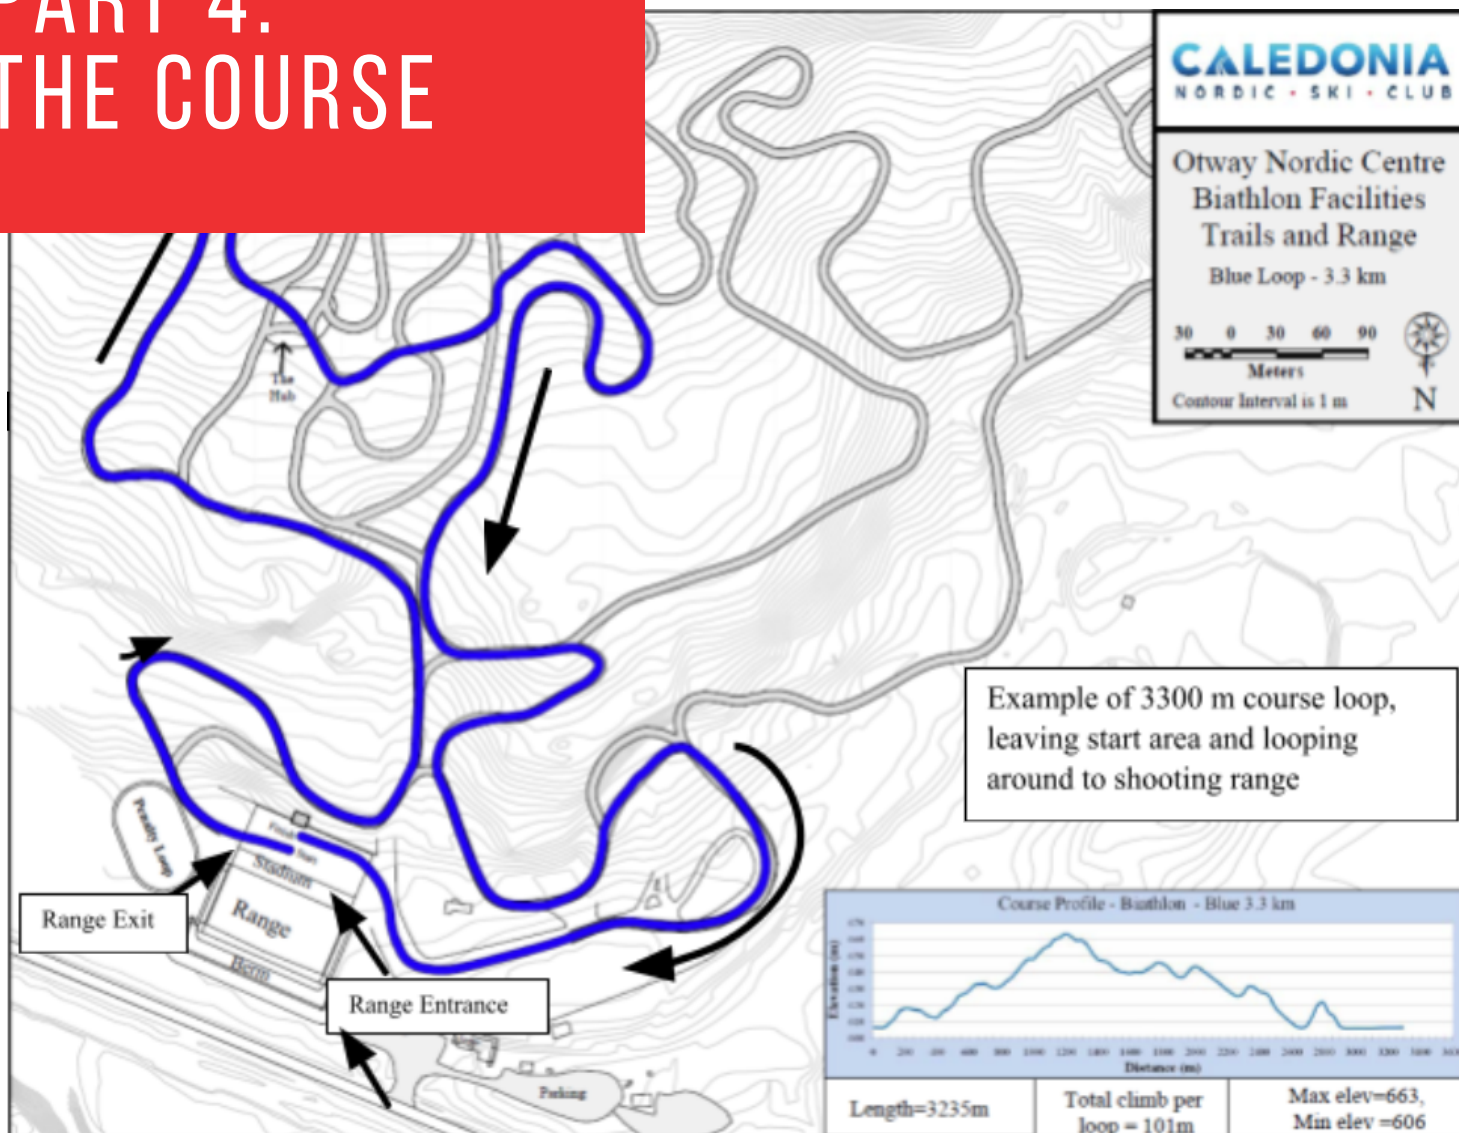 PART 4.
THE COURSE
CALEDONIA
NORDIC • SKI • CLUB
Otway Nordic Centre
Biathlon Facilities
Trails and Range
Blue Loop - 3.3 km
30 0 30 60 90
Meters
Contour Interval is 1 m
N
The
Hub
Example of 3300 m course loop,
leaving start area and looping
around to shooting range
Penalty Loop
Finish
Start
Stadium
Range
Berm
Range Exit
Range Entrance
Parking
Course Profile - Biathlon - Blue 3.3 km
Elevation (m)
Distance (m)
Length=3235m
Total climb per
loop = 101m
Max elev=663,
Min elev =606